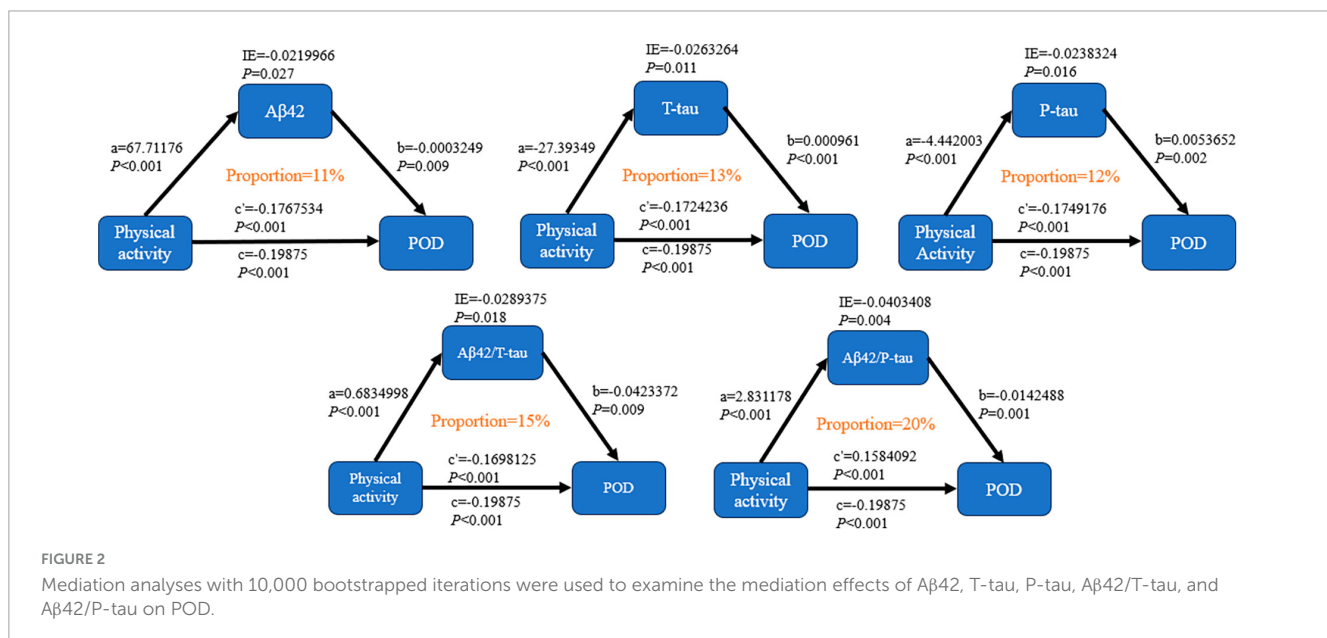 IE=-0.0219966
P=0.027
Aβ42
a=67.71176
P<0.001
b=-0.0003249
P=0.009
Proportion=11%
Physical
activity
c'=-0.1767534
P<0.001
c=-0.19875
P<0.001
POD
IE=-0.0263264
P=0.011
T-tau
a=-27.39349
P<0.001
b=0.000961
P<0.001
Proportion=13%
Physical
activity
c'=-0.1724236
P<0.001
c=-0.19875
P<0.001
POD
IE=-0.0238324
P=0.016
P-tau
a=-4.442003
P<0.001
b=0.0053652
P=0.002
Proportion=12%
Physical
Activity
c'=-0.1749176
P<0.001
c=-0.19875
P<0.001
POD
IE=-0.0289375
P=0.018
Aβ42/T-tau
a=0.6834998
P<0.001
b=-0.0423372
P=0.009
Proportion=15%
Physical
activity
c'=-0.1698125
P<0.001
c=-0.19875
P<0.001
POD
IE=-0.0403408
P=0.004
Aβ42/P-tau
a=2.831178
P<0.001
b=-0.0142488
P=0.001
Proportion=20%
Physical
activity
c'=0.1584092
P<0.001
c=-0.19875
P<0.001
POD
FIGURE 2
Mediation analyses with 10,000 bootstrapped iterations were used to examine the mediation effects of Aβ42, T-tau, P-tau, Aβ42/T-tau, and
Aβ42/P-tau on POD.